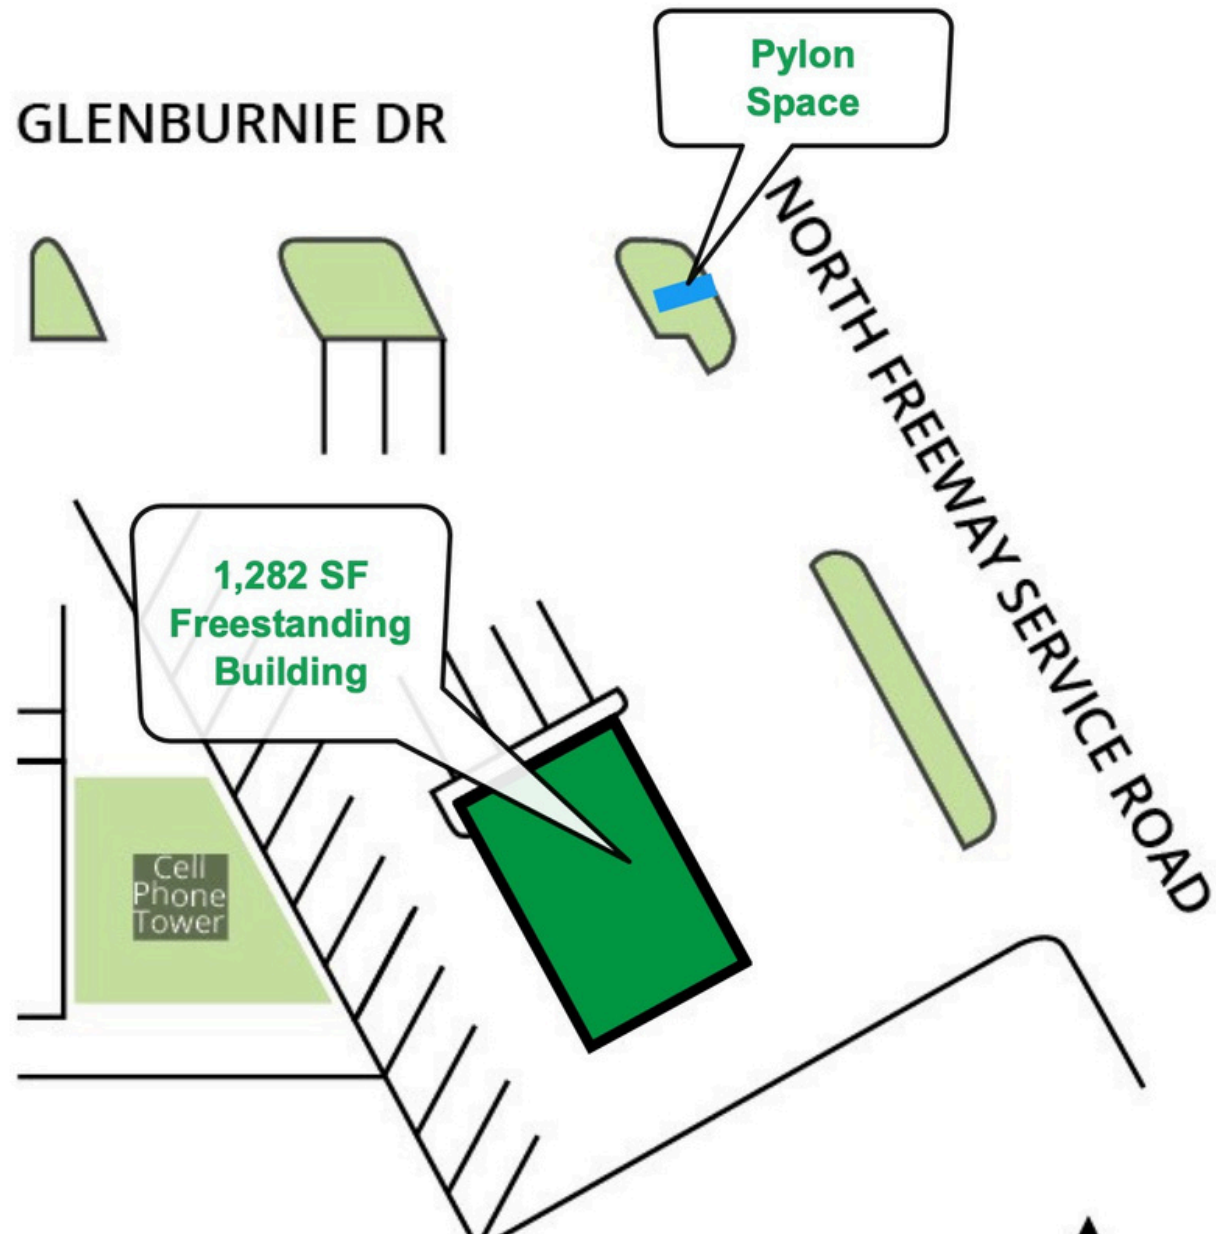 Pylon
Space
GLENBURNIE DR
NORTH FREEWAY SERVICE ROAD
1,282 SF
Freestanding
Building
Cell
Phone
Tower